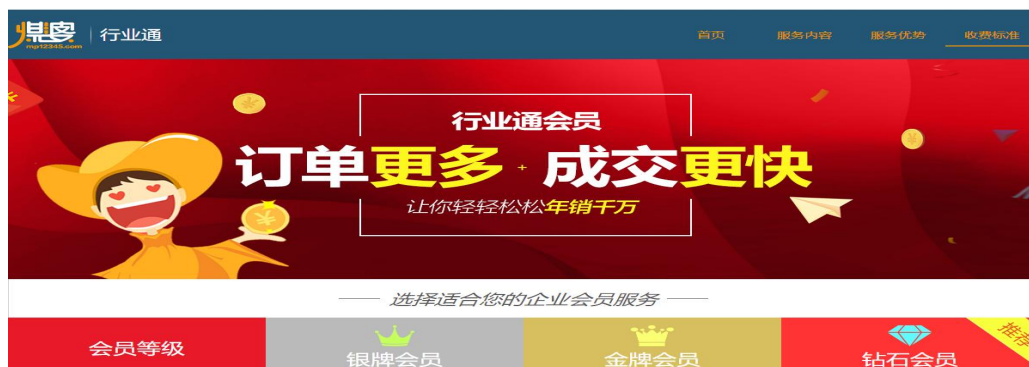 煤客 行业通 首页 服务内容 服务优势 收费标准
mp12345.com
行业通会员
订单更多+成交更快
让你轻轻松松年销千万
选择适合您的企业会员服务
会员等级 银牌会员 金牌会员 钻石会员 推荐